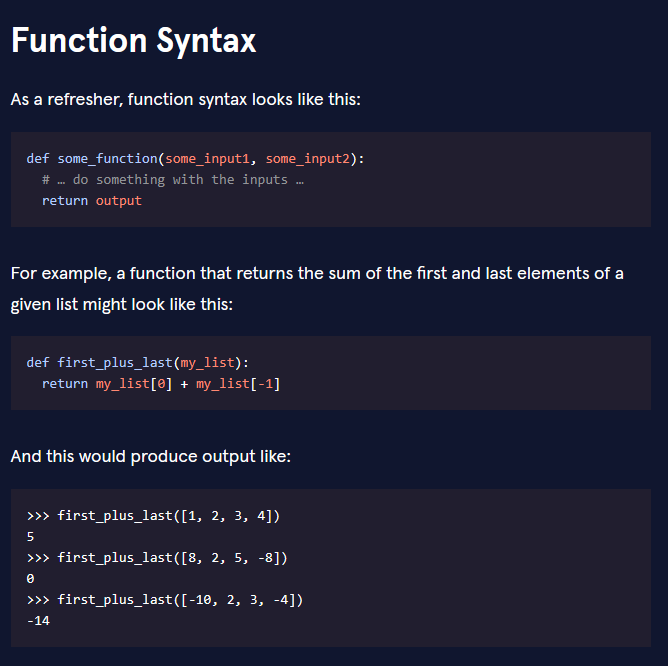 Function Syntax
As a refresher, function syntax looks like this:
def some_function(some_input1, some_input2):
  # … do something with the inputs …
  return output
For example, a function that returns the sum of the first and last elements of a
given list might look like this:
def first_plus_last(my_list):
  return my_list[0] + my_list[-1]
And this would produce output like:
>>> first_plus_last([1, 2, 3, 4])
5
>>> first_plus_last([8, 2, 5, -8])
0
>>> first_plus_last([-10, 2, 3, -4])
-14